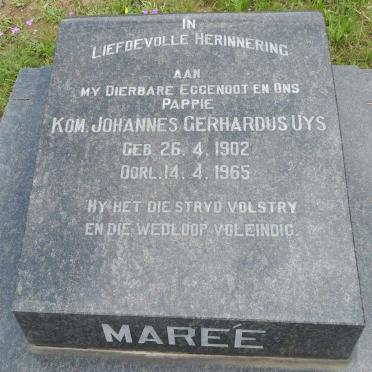 IN
LIEFDEVOLLE HERINNERING
AAN
MY DIERBARE EGGENOOT EN ONS
PAPPIE
KOM. JOHANNES GERHARDUS UYS
GEB. 26. 4. 1902
OORL. 14. 4. 1965
HY HET DIE STRYD VOLSTRY
EN DIE WEDLOOP VOLEINDIG.
MAREÉ